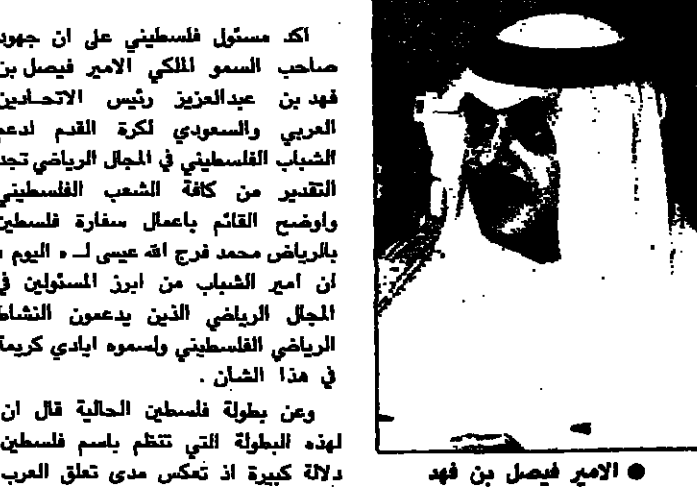 اكد مسئول فلسطيني على ان جهود
صاحب السمو الملكي الامير فيصل بن
فهد بن عبدالعزيز رئيس الاتحادين
العربي والسعودي لكرة القدم لدعم
الشباب الفلسطيني في المجال الرياضي تجد
التقدير من كافة الشعب الفلسطيني
واوضح القائم باعمال سفارة فلسطين
بالرياض محمد فرج الله عيسى لـ « اليوم »
ان امير الشباب من ابرز المسئولين في
المجال الرياضي الذين يدعمون النشاط
الرياضي الفلسطيني ولسموه ايادي كريمة
في هذا الشأن .
وعن بطولة فلسطين الحالية قال ان
لهذه البطولة التي تنظم باسم فلسطين
دلالة كبيرة اذ تعكس مدى تعلق العرب
● الامير فيصل بن فهد